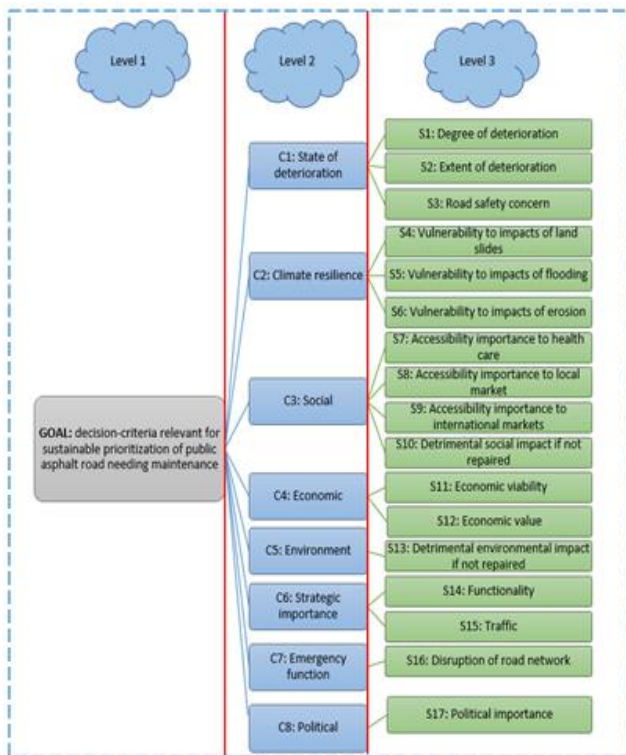 Level 1
Level 2
Level 3
GOAL: decision-criteria relevant for
sustainable prioritization of public
asphalt road needing maintenance
C1: State of
deterioration
C2: Climate resilience
C3: Social
C4: Economic
C5: Environment
C6: Strategic
importance
C7: Emergency
function
C8: Political
S1: Degree of deterioration
S2: Extent of deterioration
S3: Road safety concern
S4: Vulnerability to impacts of land
slides
S5: Vulnerability to impacts of flooding
S6: Vulnerability to impacts of erosion
S7: Accessibility importance to health
care
S8: Accessibility importance to local
market
S9: Accessibility importance to
international markets
S10: Detrimental social impact if not
repaired
S11: Economic viability
S12: Economic value
S13: Detrimental environmental impact
if not repaired
S14: Functionality
S15: Traffic
S16: Disruption of road network
S17: Political importance